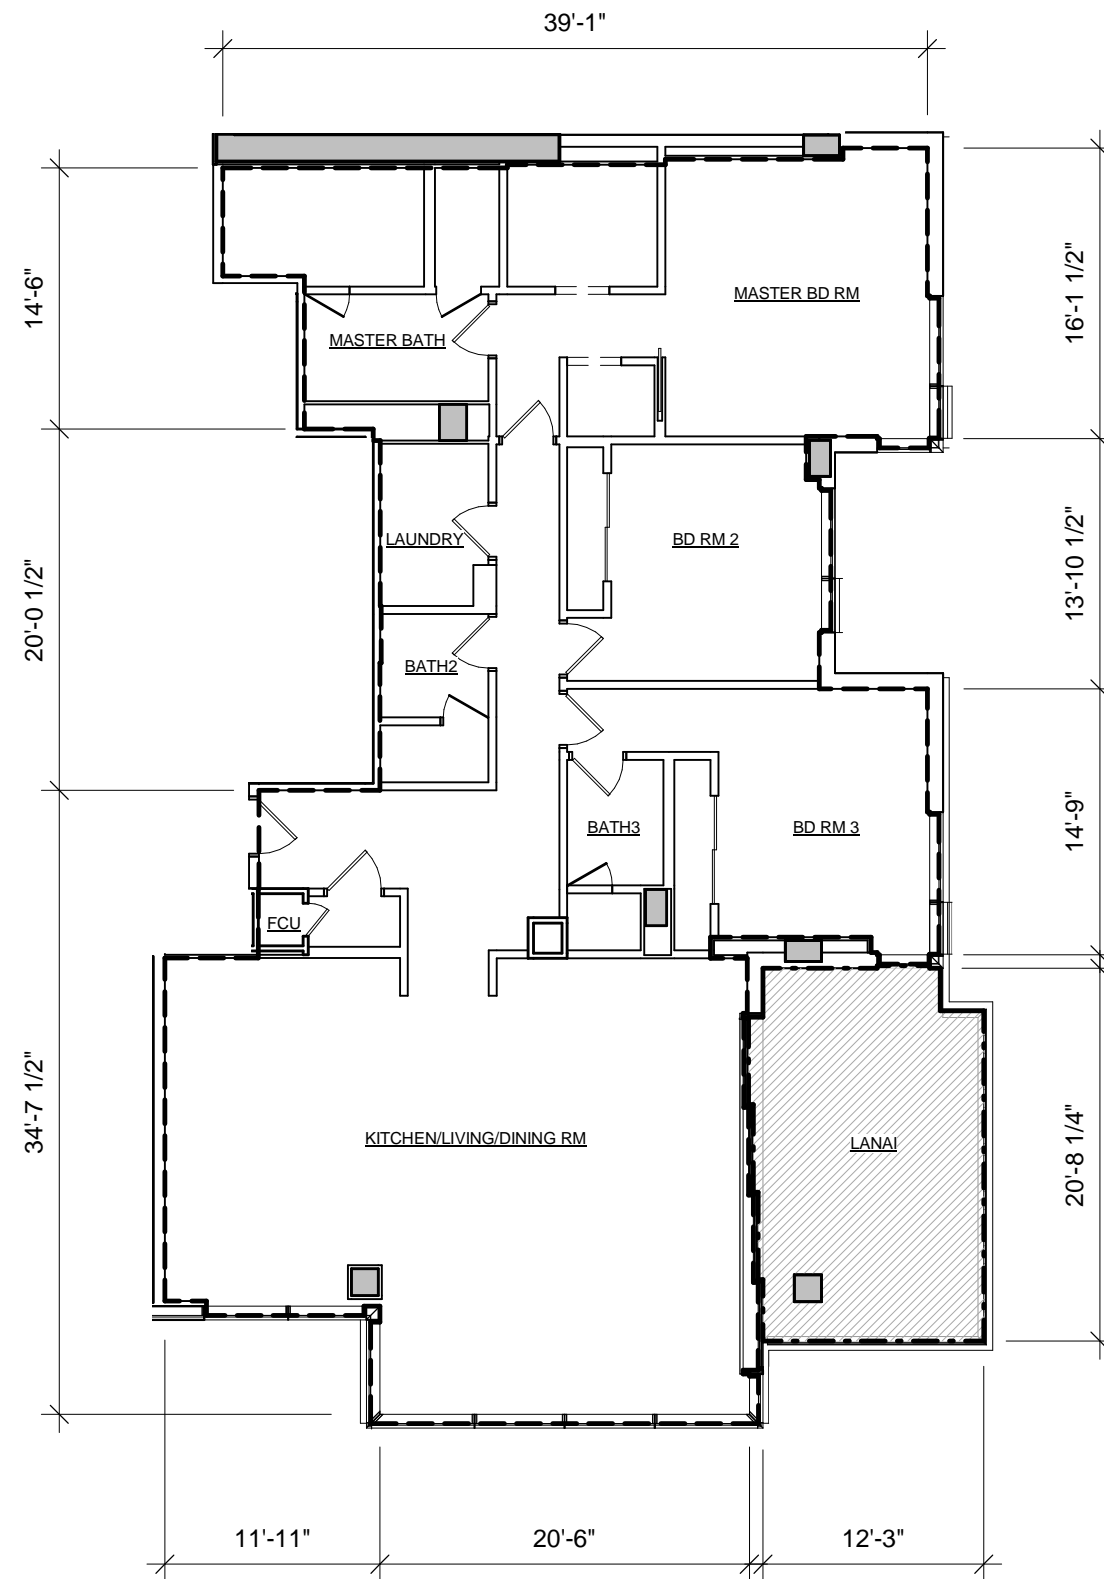 39'-1"
14'-6"
16'-1 1/2"
MASTER BD RM
MASTER BATH
LAUNDRY
BD RM 2
20'-0 1/2"
13'-10 1/2"
BATH2
BATH3
BD RM 3
14'-9"
FCU
34'-7 1/2"
KITCHEN/LIVING/DINING RM
LANAI
20'-8 1/4"
11'-11"
20'-6"
12'-3"